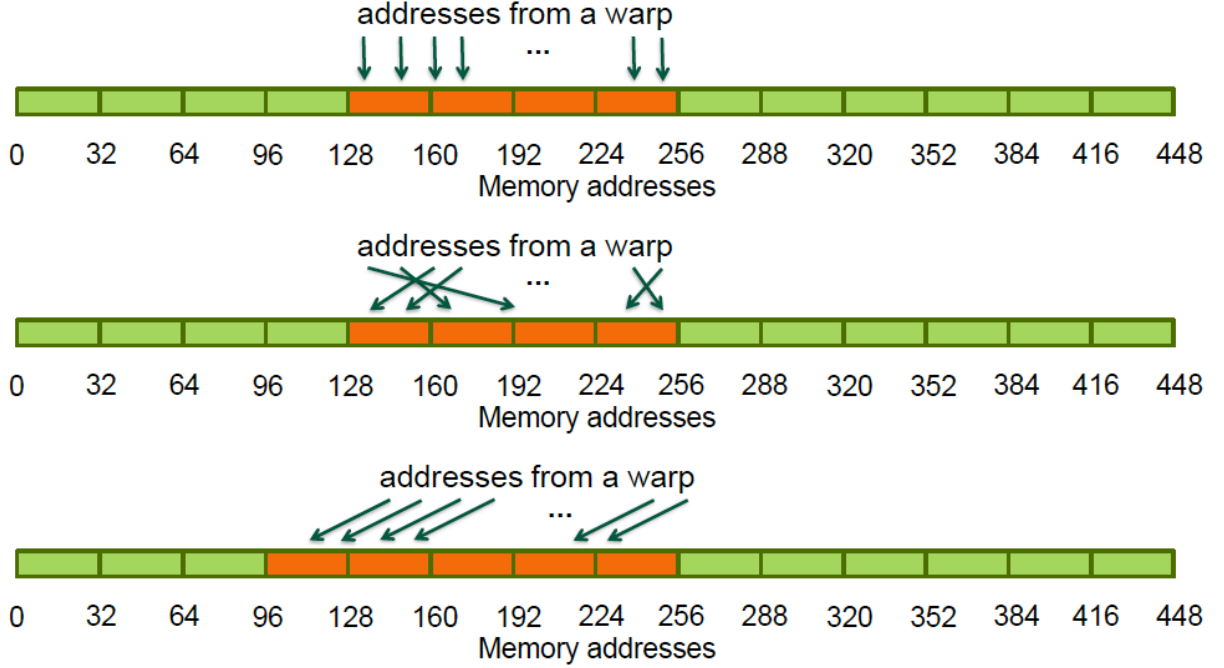 addresses from a warp
...
0 32 64 96 128 160 192 224 256 288 320 352 384 416 448
Memory addresses
addresses from a warp
...
0 32 64 96 128 160 192 224 256 288 320 352 384 416 448
Memory addresses
addresses from a warp
...
0 32 64 96 128 160 192 224 256 288 320 352 384 416 448
Memory addresses